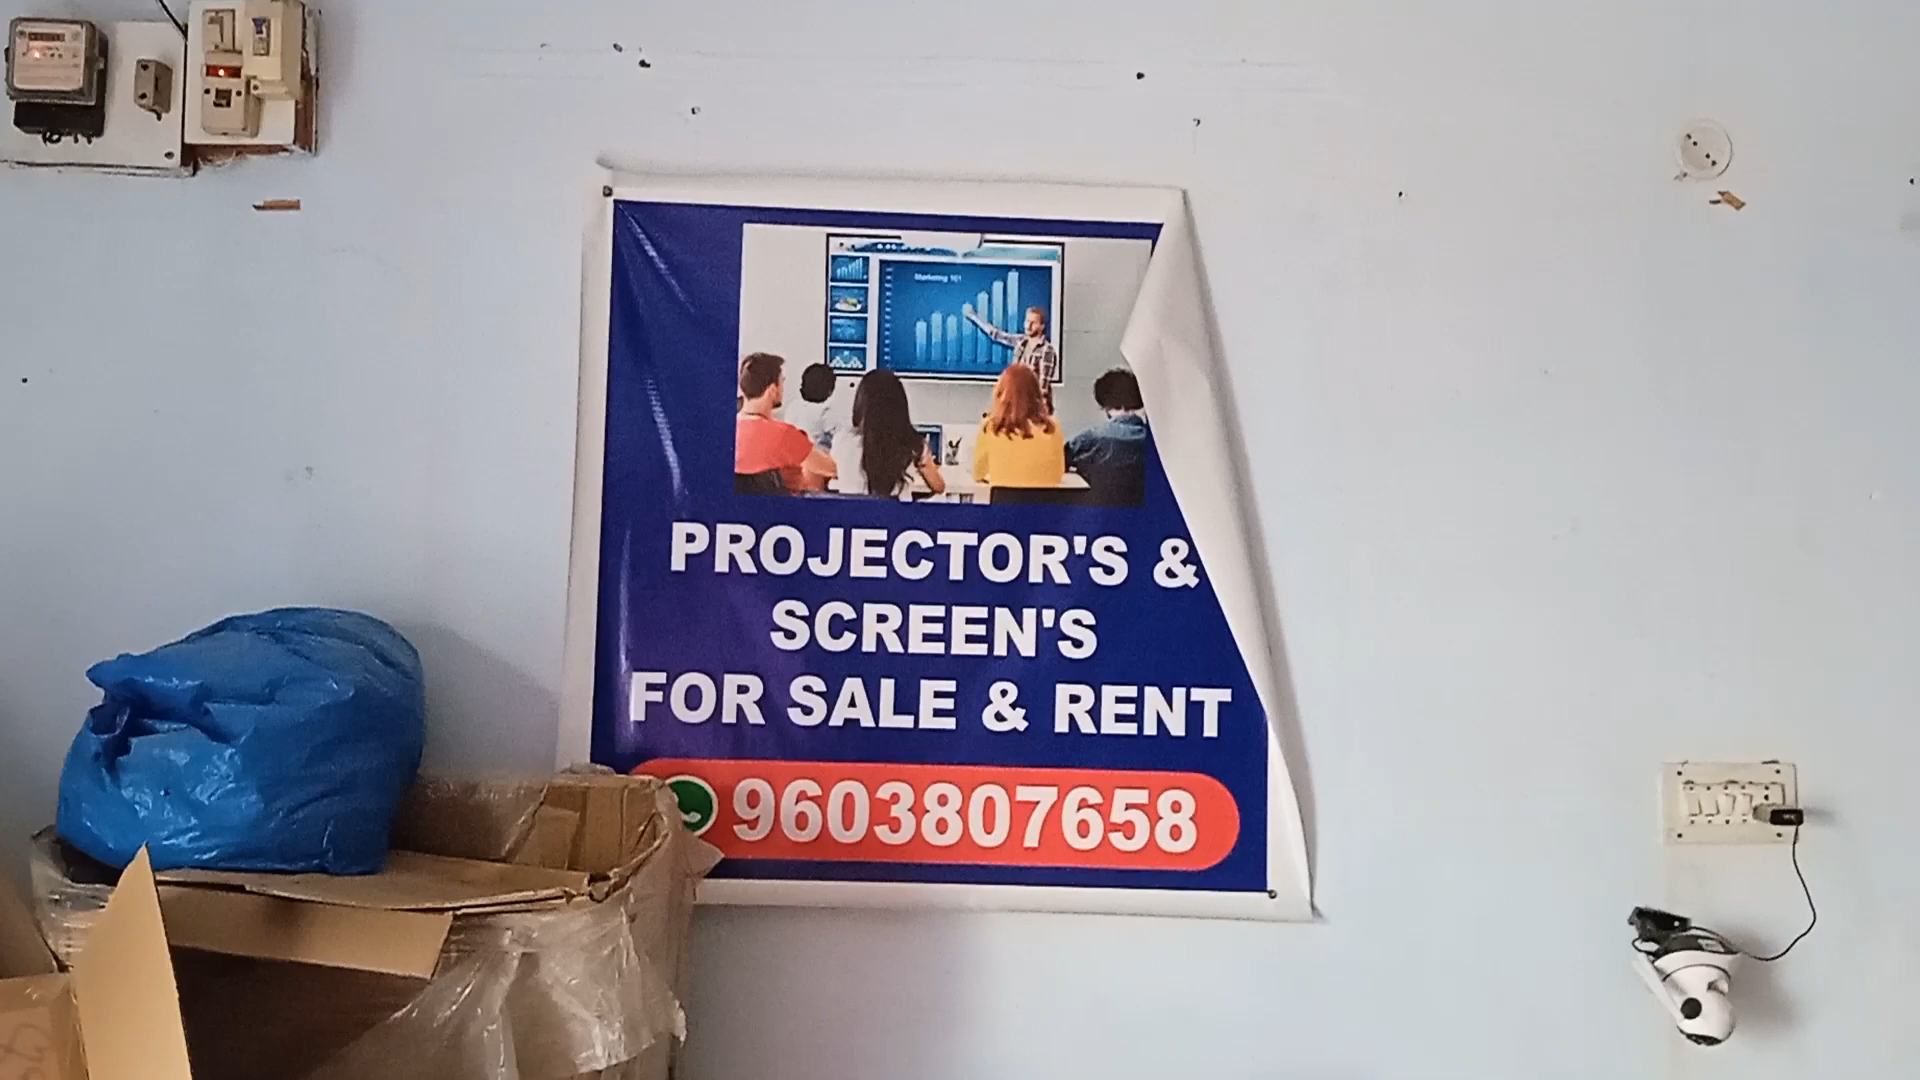 Marketing 101
PROJECTOR'S &
SCREEN'S
FOR SALE & RENT
9603807658